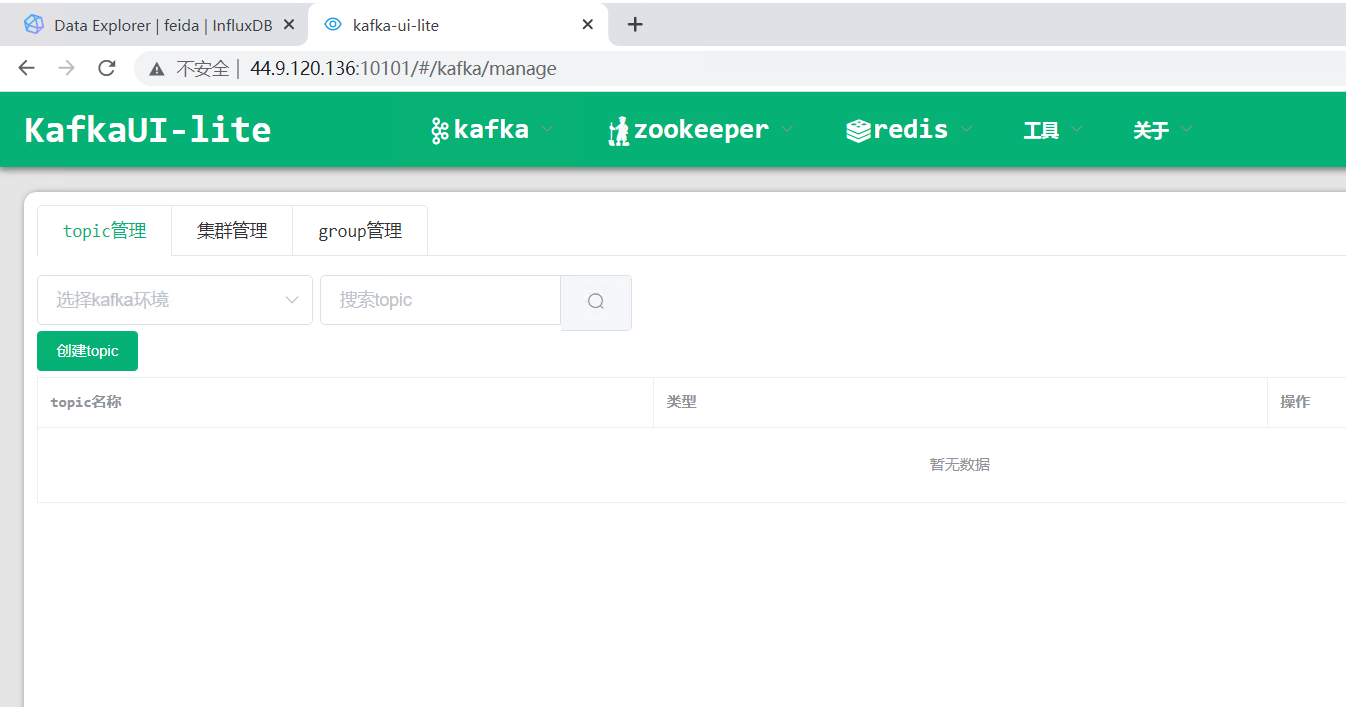 Data Explorer | feida | InfluxDB
kafka-ui-lite
不安全 | 44.9.120.136:10101/#/kafka/manage
KafkaUI-lite kafka zookeeper redis 工具 关于
topic管理 集群管理 group管理
选择kafka环境 搜索topic
创建topic
topic名称 类型 操作
暂无数据